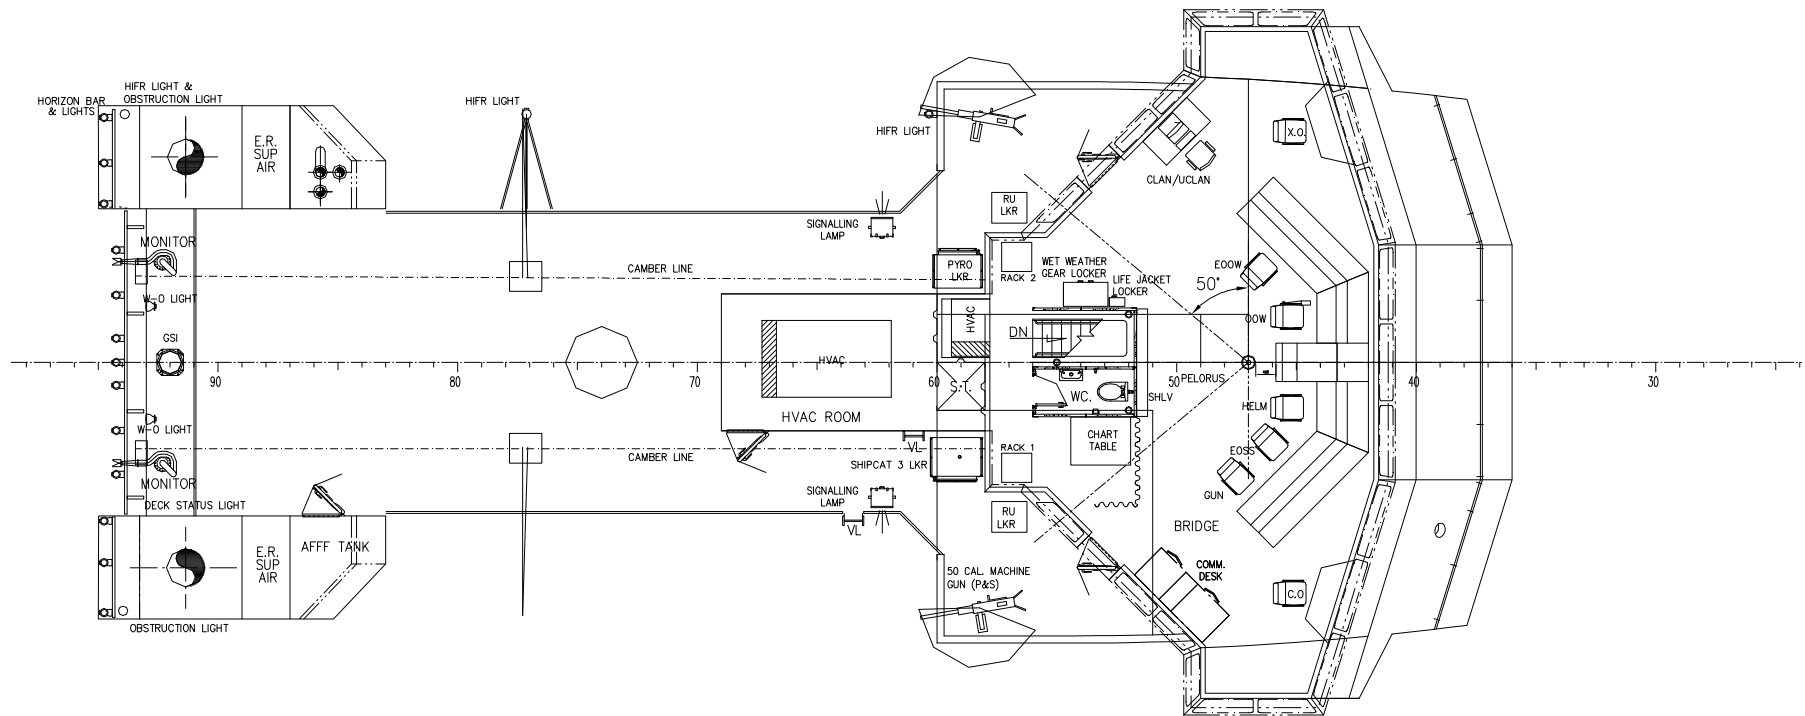 HIFR LIGHT &
OBSTRUCTION LIGHT
HORIZON BAR
& LIGHTS
HIFR LIGHT
HIFR LIGHT
E.R.
SUP
AIR
X.O.
CLAN/UCLAN
RU
LKR
SIGNALLING
LAMP
MONITOR
CAMBER LINE
PYRO
LKR
RACK 2
WET WEATHER
GEAR LOCKER
LIFE JACKET
LOCKER
EOOW
50°
W-O LIGHT
HVAC
OOW
DN
GSI
HVAC
90
80
70
60
50
40
30
PELORUS
S.T.
WC.
SHLV
HELM
HVAC ROOM
W-O LIGHT
CHART
TABLE
VL
RACK 1
EOSS
CAMBER LINE
SHIPCAT 3 LKR
MONITOR
GUN
SIGNALLING
LAMP
DECK STATUS LIGHT
RU
LKR
BRIDGE
VL
AFFF TANK
E.R.
SUP
AIR
50 CAL. MACHINE
GUN (P&S)
COMM.
DESK
C.O
OBSTRUCTION LIGHT